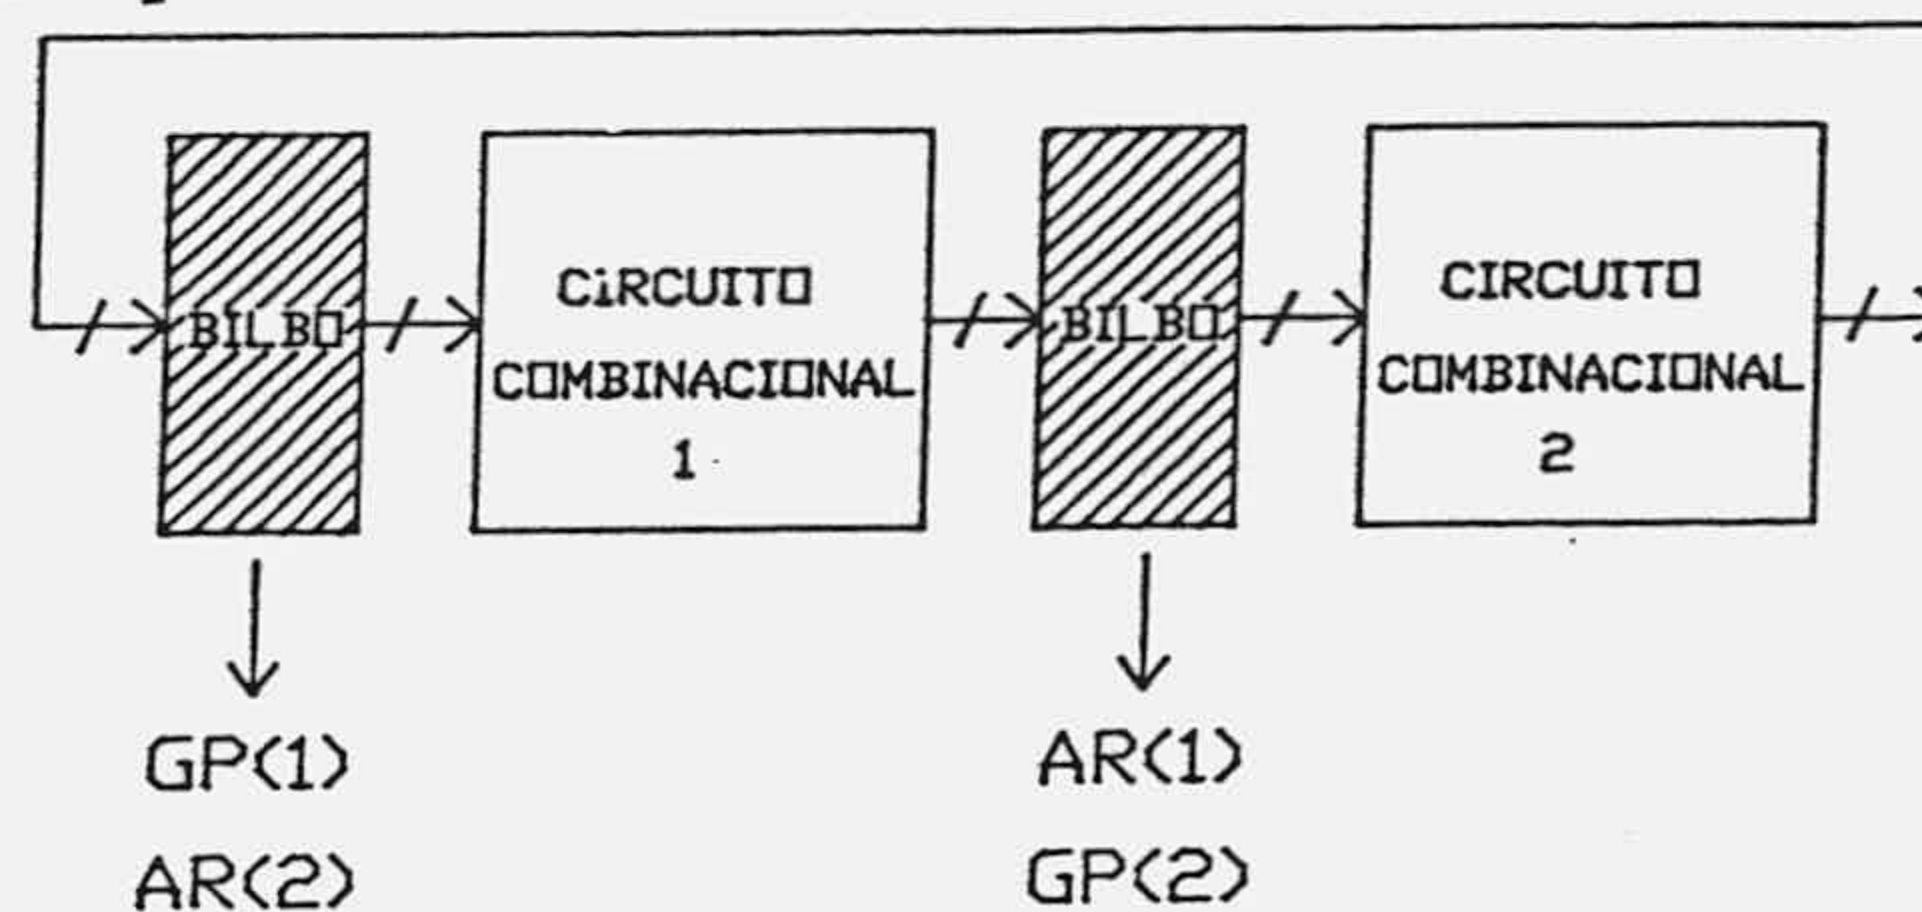 BILBO
CiRCUITO
COMBINACIONAL
1
BILBO
CIRCUITO
COMBINACIONAL
2
GP(1)
AR(2)
AR(1)
GP(2)